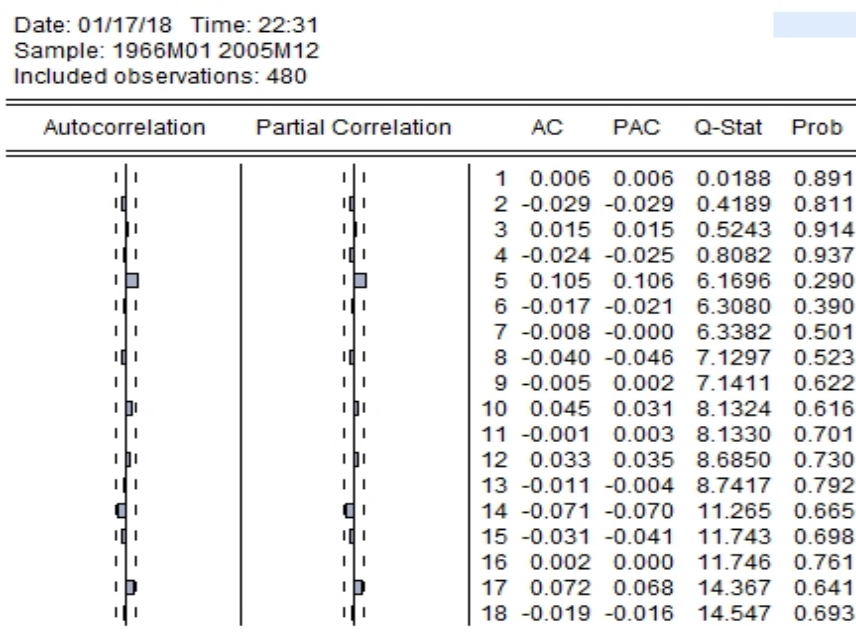 Date: 01/17/18 Time: 22:31
Sample: 1966M01 2005M12
Included observations: 480
Autocorrelation Partial Correlation AC PAC Q-Stat Prob
1 0.006 0.006 0.0188 0.891
2 -0.029 -0.029 0.4189 0.811
3 0.015 0.015 0.5243 0.914
4 -0.024 -0.025 0.8082 0.937
5 0.105 0.106 6.1696 0.290
6 -0.017 -0.021 6.3080 0.390
7 -0.008 -0.000 6.3382 0.501
8 -0.040 -0.046 7.1297 0.523
9 -0.005 0.002 7.1411 0.622
10 0.045 0.031 8.1324 0.616
11 -0.001 0.003 8.1330 0.701
12 0.033 0.035 8.6850 0.730
13 -0.011 -0.004 8.7417 0.792
14 -0.071 -0.070 11.265 0.665
15 -0.031 -0.041 11.743 0.698
16 0.002 0.000 11.746 0.761
17 0.072 0.068 14.367 0.641
18 -0.019 -0.016 14.547 0.693